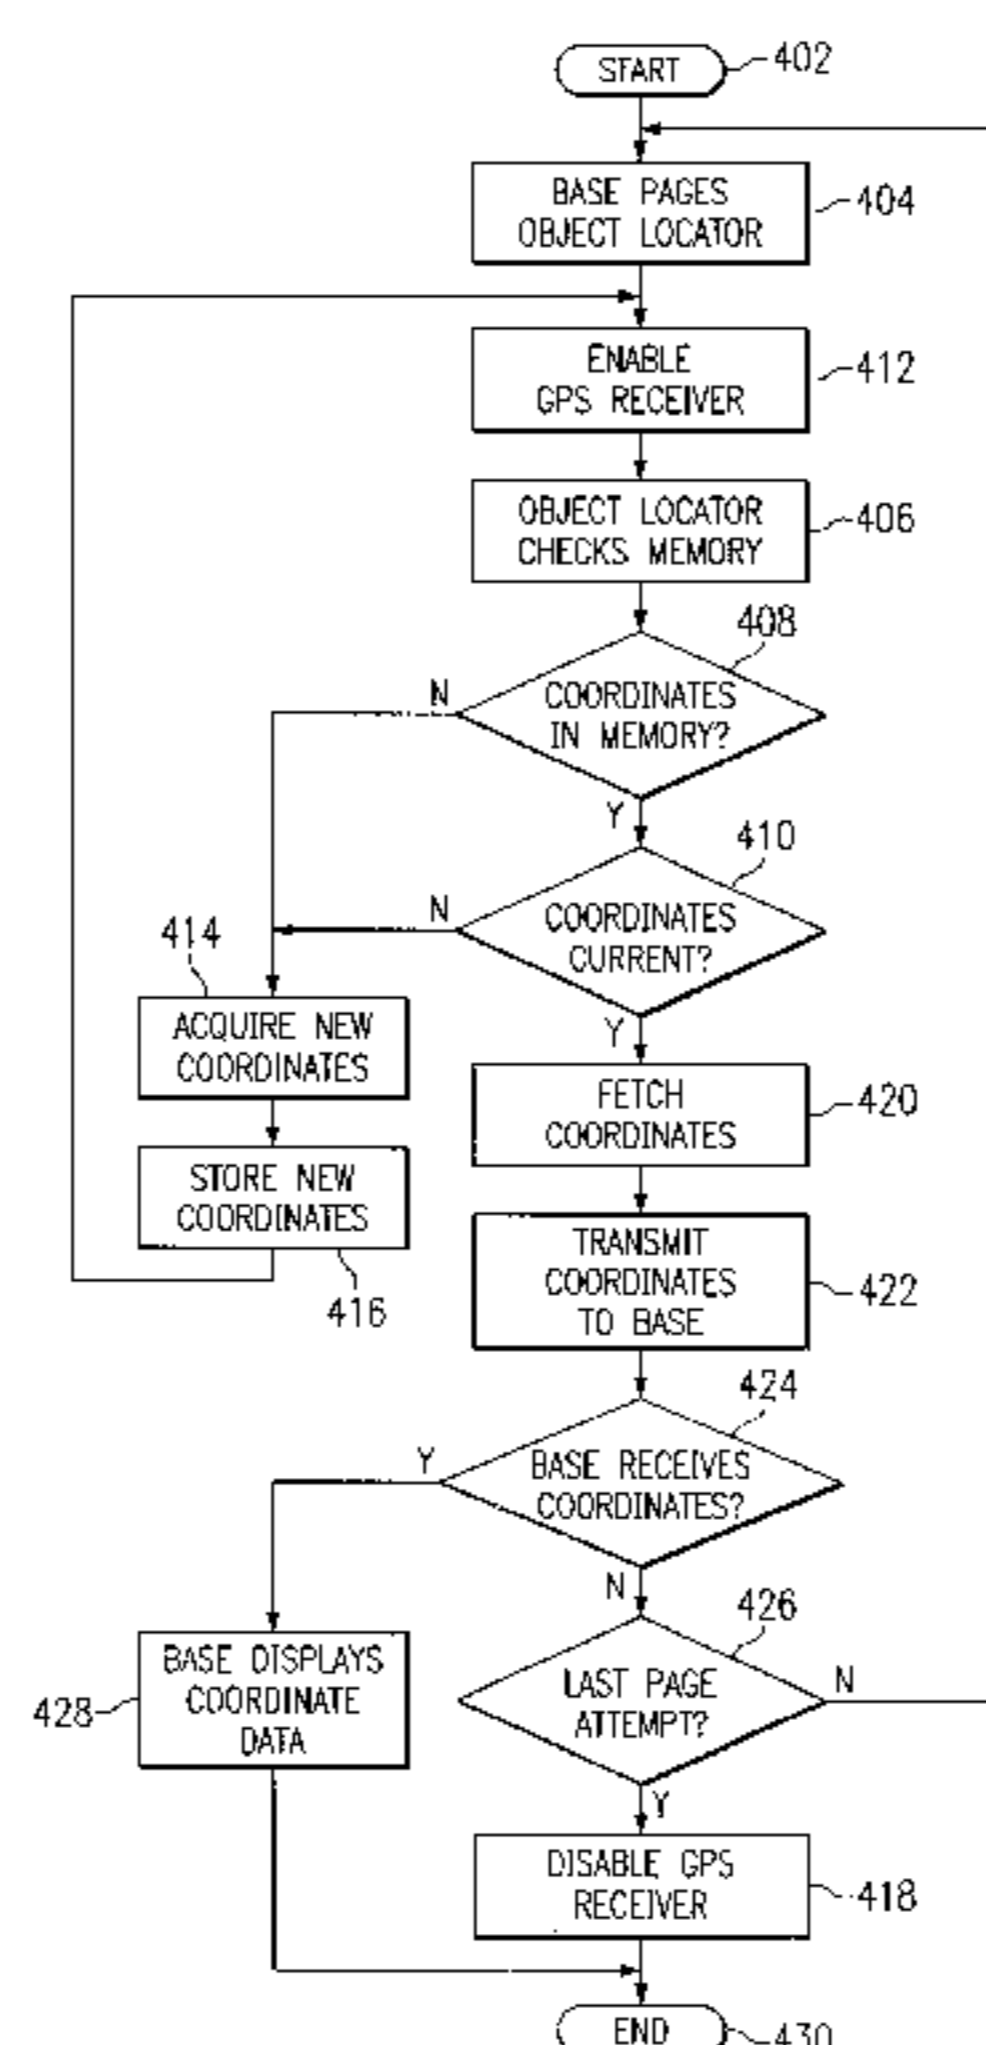 START
402
BASE PAGES
OBJECT LOCATOR
404
ENABLE
GPS RECEIVER
412
OBJECT LOCATOR
CHECKS MEMORY
406
408
COORDINATES
IN MEMORY?
N
Y
410
COORDINATES
CURRENT?
N
Y
414
ACQUIRE NEW
COORDINATES
FETCH
COORDINATES
420
STORE NEW
COORDINATES
416
TRANSMIT
COORDINATES
TO BASE
422
424
BASE RECEIVES
COORDINATES?
Y
N
426
LAST PAGE
ATTEMPT?
N
Y
428
BASE DISPLAYS
COORDINATE
DATA
DISABLE GPS
RECEIVER
418
END
430